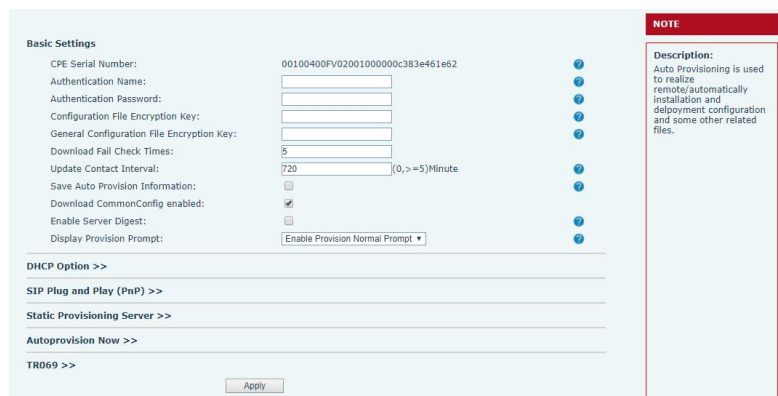 Basic Settings
CPE Serial Number: 00100400FV02001000000c383e461e62
Authentication Name:
Authentication Password:
Configuration File Encryption Key:
General Configuration File Encryption Key:
Download Fail Check Times: 5
Update Contact Interval: 720 (0,>=5)Minute
Save Auto Provision Information:
Download CommonConfig enabled:
Enable Server Digest:
Display Provision Prompt: Enable Provision Normal Prompt
DHCP Option >>
SIP Plug and Play (PnP) >>
Static Provisioning Server >>
Autoprovision Now >>
TR069 >>
Apply
NOTE
Description:
Auto Provisioning is used
to realize
remote/automatically
installation and
delpoyment configuration
and some other related
files.